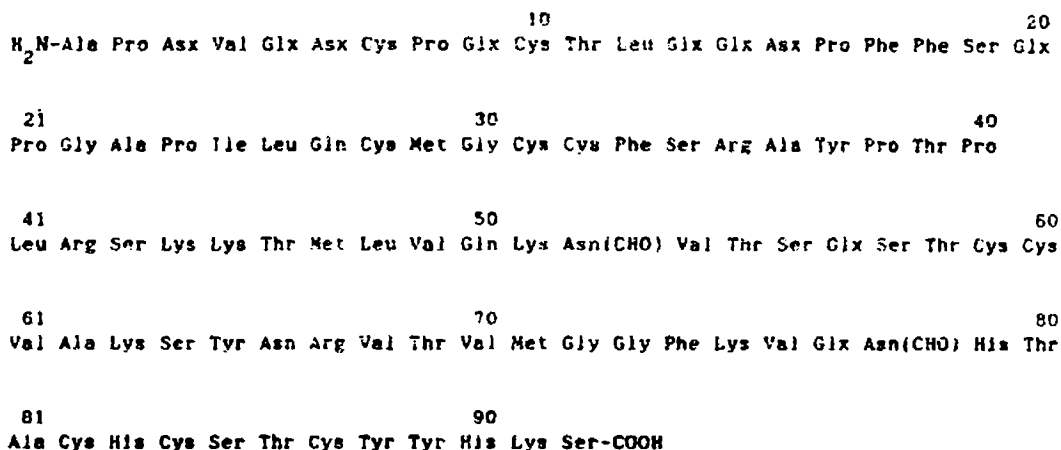 10 20
H2N-Ala Pro Asx Val Glx Asx Cys Pro Glx Cys Thr Leu Glx Glx Asx Pro Phe Phe Ser Glx
21 30 40
Pro Gly Ala Pro Ile Leu Gln Cys Met Gly Cys Cys Phe Ser Arg Ala Tyr Pro Thr Pro
41 50 60
Leu Arg Ser Lys Lys Thr Met Leu Val Gln Lys Asn(CHO) Val Thr Ser Glx Ser Thr Cys Cys
61 70 80
Val Ala Lys Ser Tyr Asn Arg Val Thr Val Met Gly Gly Phe Lys Val Glx Asn(CHO) His Thr
81 90
Ala Cys His Cys Ser Thr Cys Tyr Tyr His Lys Ser-COOH